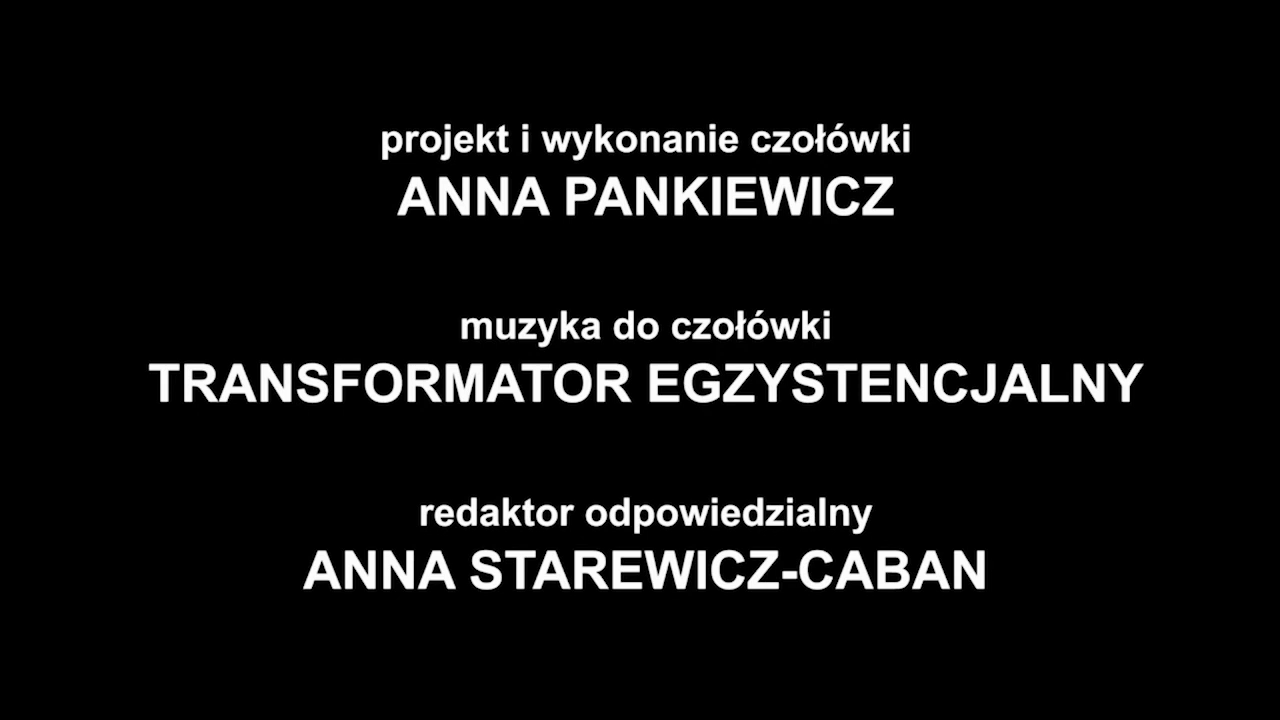 projekt i wykonanie czołówki
ANNA PANKIEWICZ
muzyka do czołówki
TRANSFORMATOR EGZYSTENCJALNY
redaktor odpowiedzialny
ANNA STAREWICZ-CABAN